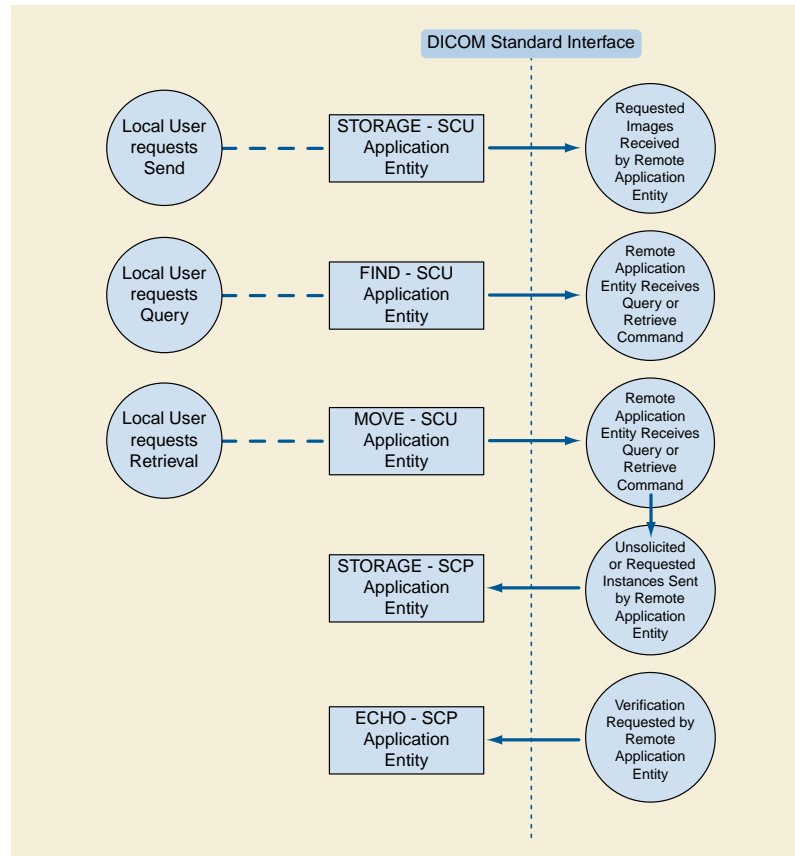 DICOM Standard Interface
Local User
requests
Send
STORAGE - SCU
Application
Entity
Requested
Images
Received
by Remote
Application
Entity
Local User
requests
Query
FIND - SCU
Application
Entity
Remote
Application
Entity Receives
Query or
Retrieve
Command
Local User
requests
Retrieval
MOVE - SCU
Application
Entity
Remote
Application
Entity Receives
Query or
Retrieve
Command
STORAGE - SCP
Application
Entity
Unsolicited
or Requested
Instances Sent
by Remote
Application
Entity
ECHO - SCP
Application
Entity
Verification
Requested by
Remote
Application
Entity